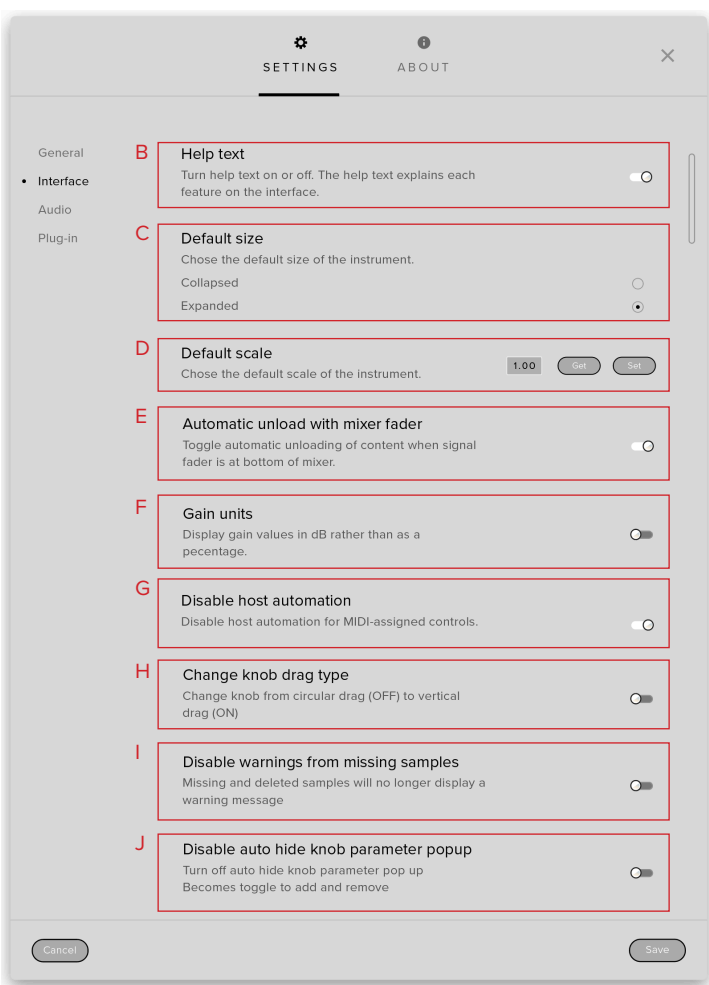 SETTINGS
ABOUT
General
Interface
Audio
Plug-in
B
Help text
Turn help text on or off. The help text explains each
feature on the interface.
C
Default size
Chose the default size of the instrument.
Collapsed
Expanded
D
Default scale
Chose the default scale of the instrument.
1.00
Get
Set
E
Automatic unload with mixer fader
Toggle automatic unloading of content when signal
fader is at bottom of mixer.
F
Gain units
Display gain values in dB rather than as a
pecentage.
G
Disable host automation
Disable host automation for MIDI-assigned controls.
H
Change knob drag type
Change knob from circular drag (OFF) to vertical
drag (ON)
I
Disable warnings from missing samples
Missing and deleted samples will no longer display a
warning message
J
Disable auto hide knob parameter popup
Turn off auto hide knob parameter pop up
Becomes toggle to add and remove
Cancel
Save